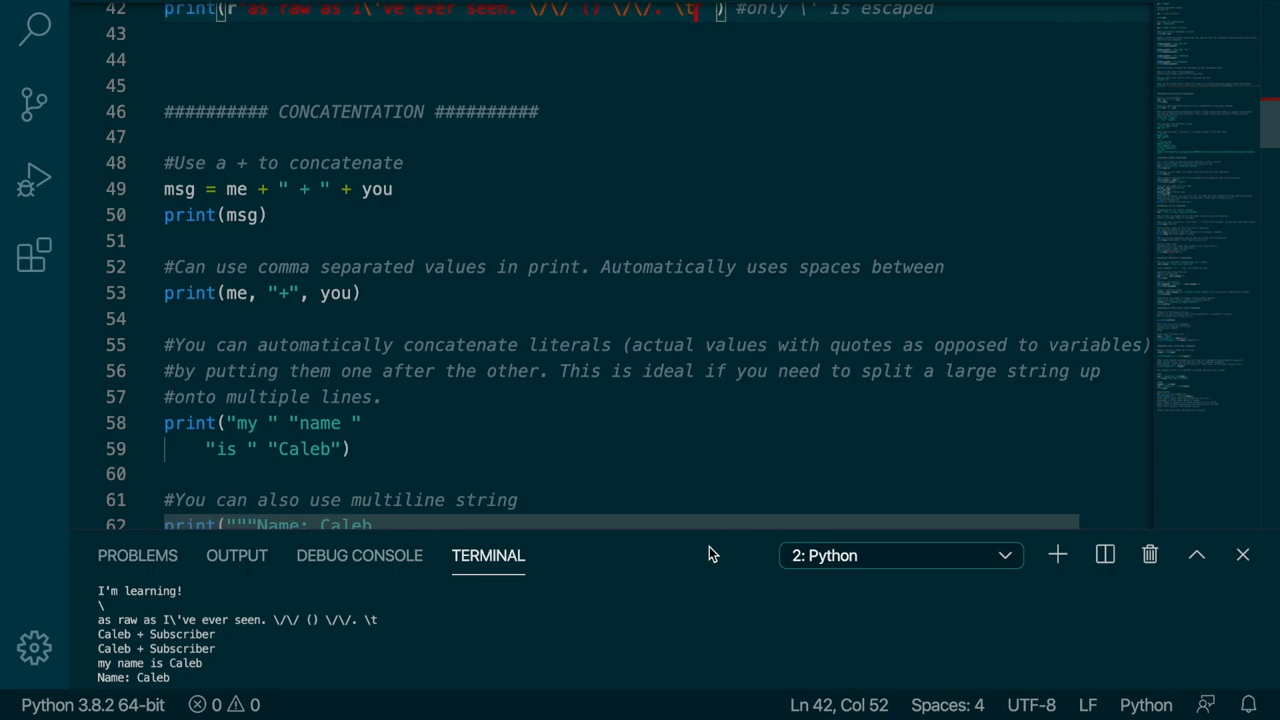 42 print(r'as raw as I\'ve ever seen. \/\/ () \/\/. \t ') #only \' is escaped
43
44
45
46 ########## CONCATENTATION ##########
47
48 #Use a + to concatenate
49 msg = me + " + " + you
50 print(msg)
51
52 #Can use comma separated values in print. Automatically uses spaces between
53 print(me, "+", you)
54
55 #You can automatically concatenate literals (actual values with quotes as opposed to variables)
56 #by putting them one after the other. This is ideal if you need to split a large string up
57 #onto multiple lines.
58 print("my " "name "
59 "is " "Caleb")
60
61 #You can also use multiline string
62 print("""Name: Caleb
PROBLEMS OUTPUT DEBUG CONSOLE TERMINAL 2: Python
I'm learning!
\
as raw as I\'ve ever seen. \/\/ () \/\/. \t
Caleb + Subscriber
Caleb + Subscriber
my name is Caleb
Name: Caleb
Python 3.8.2 64-bit 0 0 Ln 42, Col 52 Spaces: 4 UTF-8 LF Python